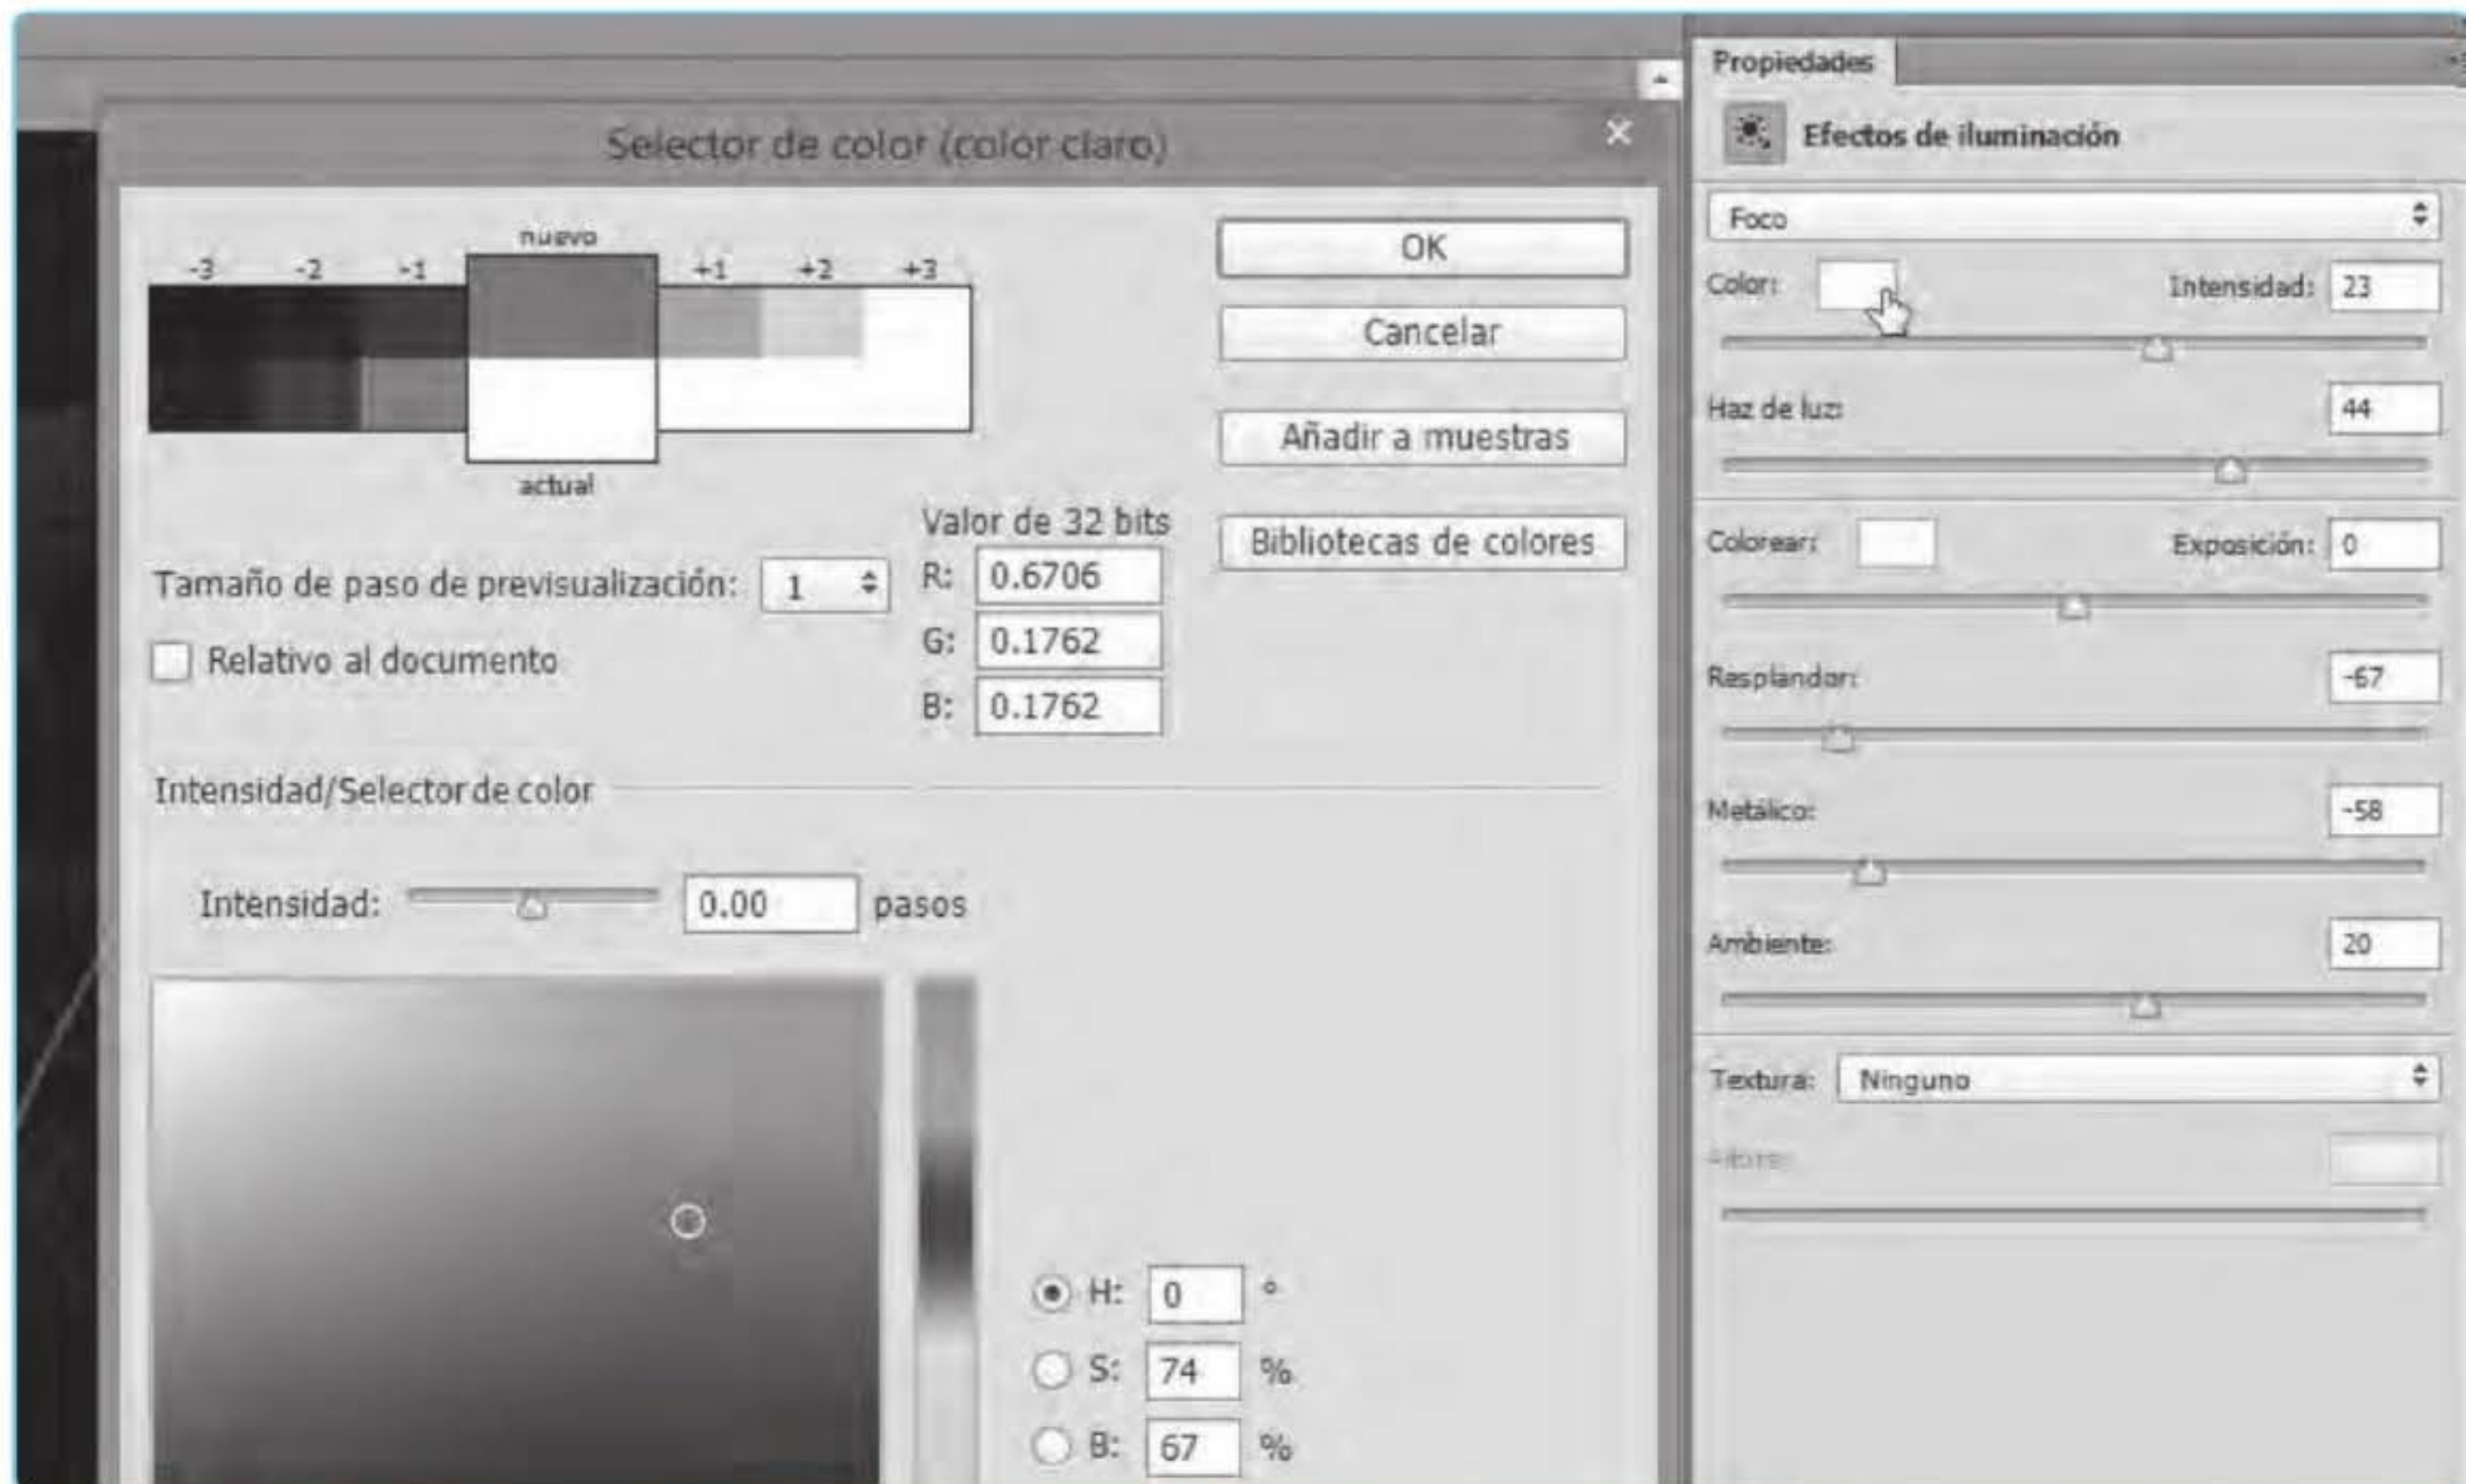 Selector de color (color claro)
nuevo
-3 -2 -1 +1 +2 +3
actual
OK
Cancelar
Añadir a muestras
Bibliotecas de colores
Valor de 32 bits
Tamaño de paso de previsualización: 1
R: 0.6706
Relativo al documento
G: 0.1762
B: 0.1762
Intensidad/Selector de color
Intensidad: 0.00 pasos
H: 0 °
S: 74 %
B: 67 %
Propiedades
Efectos de iluminación
Foco
Color: Intensidad: 23
Haz de luz: 44
Colorear: Exposición: 0
Resplandor: -67
Metálico: -58
Ambiente: 20
Textura: Ninguno